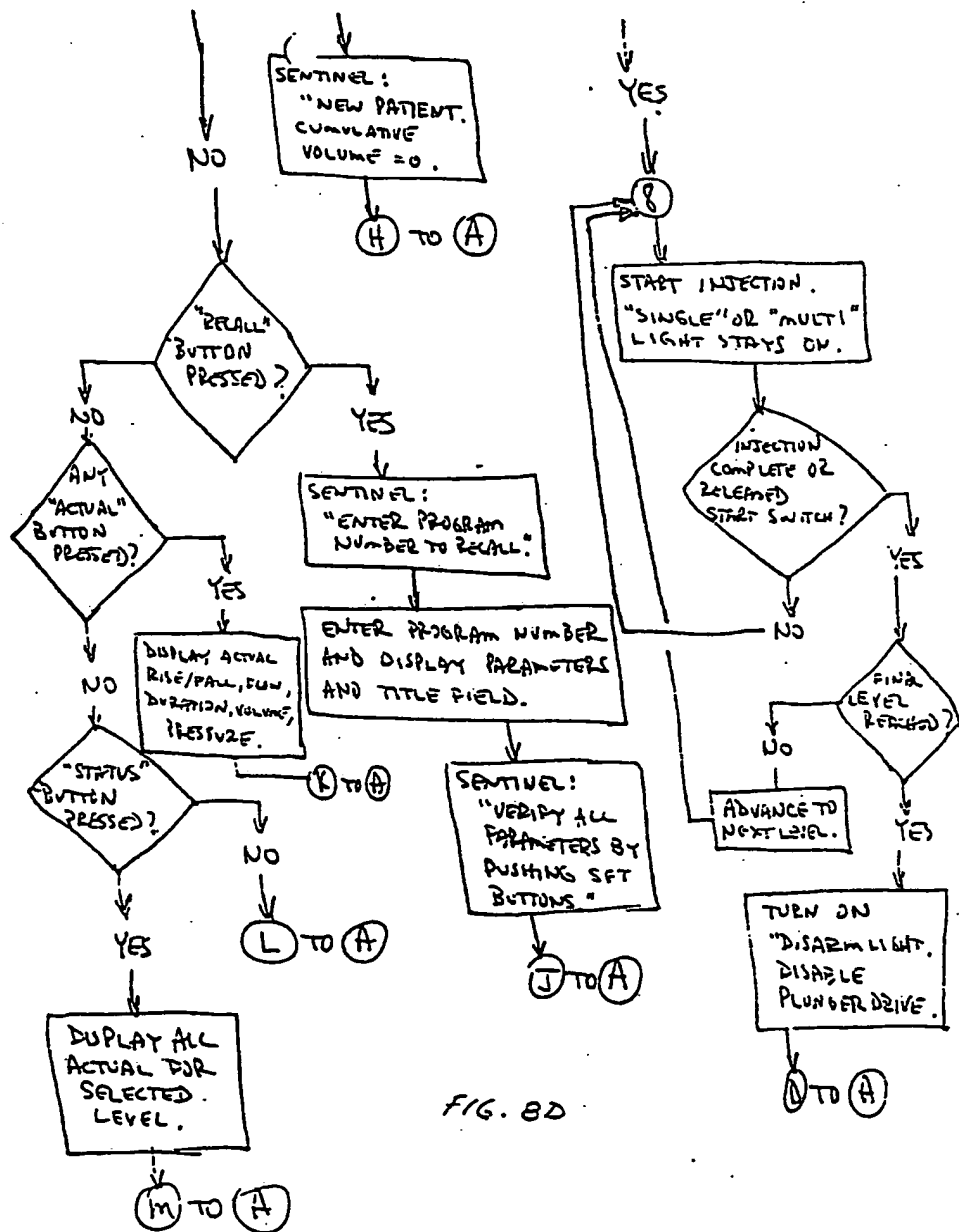 NO
SENTINEL:
"NEW PATIENT.
CUMULATIVE
VOLUME = 0.
(H) TO (A)
"RECALL"
BUTTON
PRESSED?
NO
YES
ANY
"ACTUAL"
BUTTON
PRESSED?
YES
DISPLAY ACTUAL
RISE/FALL, FLOW,
DURATION, VOLUME,
PRESSURE.
(K) TO (A)
NO
"STATUS"
BUTTON
PRESSED?
NO
(L) TO (A)
YES
DISPLAY ALL
ACTUAL FOR
SELECTED.
LEVEL.
(M) TO (A)
SENTINEL:
"ENTER PROGRAM
NUMBER TO RECALL".
ENTER PROGRAM NUMBER
AND DISPLAY PARAMETERS
AND TITLE FIELD.
SENTINEL:
"VERIFY ALL
PARAMETERS BY
PUSHING SET
BUTTONS."
(J) TO (A)
YES
8
START INJECTION.
"SINGLE" OR "MULTI"
LIGHT STAYS ON.
INJECTION
COMPLETE OR
RELEASED
START SWITCH?
NO
YES
FINAL
LEVEL
REACHED?
NO
ADVANCE TO
NEXT LEVEL.
YES
TURN ON
"DISARM LIGHT.
DISABLE
PLUNGER DRIVE.
TO (A)
FIG. 8D